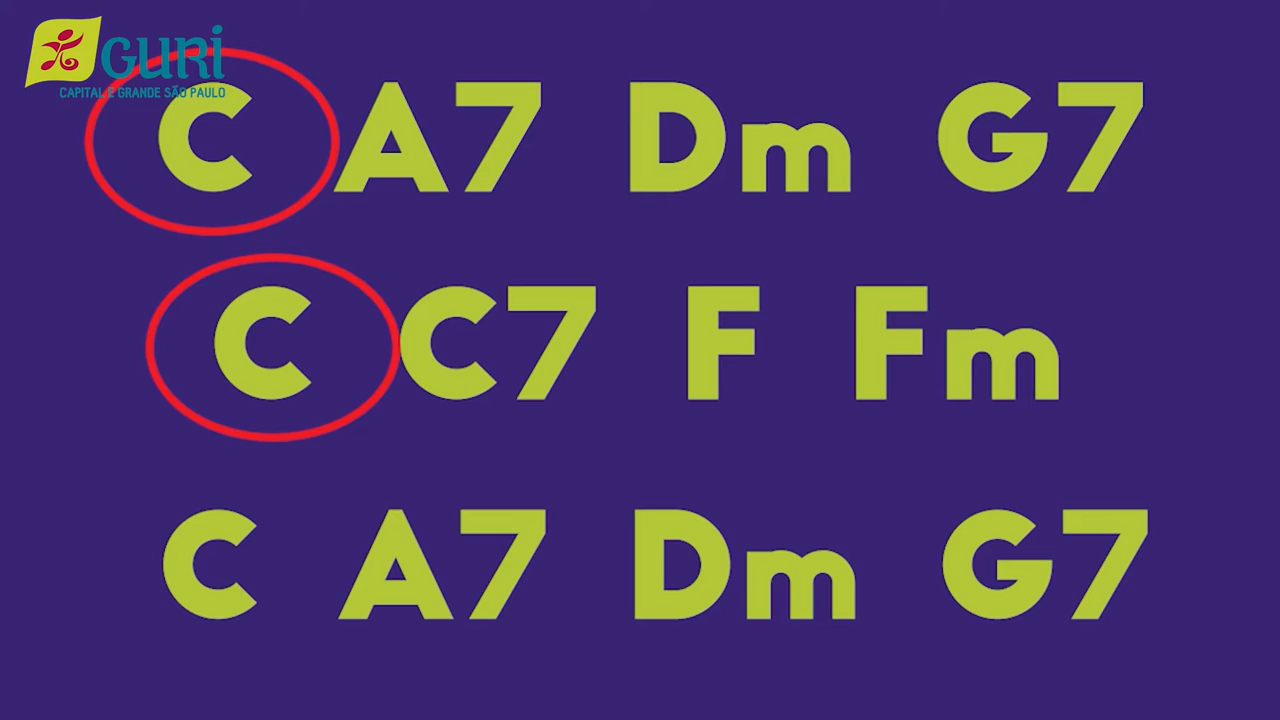 GURI
CAPITAL E GRANDE SÃO PAULO
C A7 Dm G7
C C7 F Fm
C A7 Dm G7